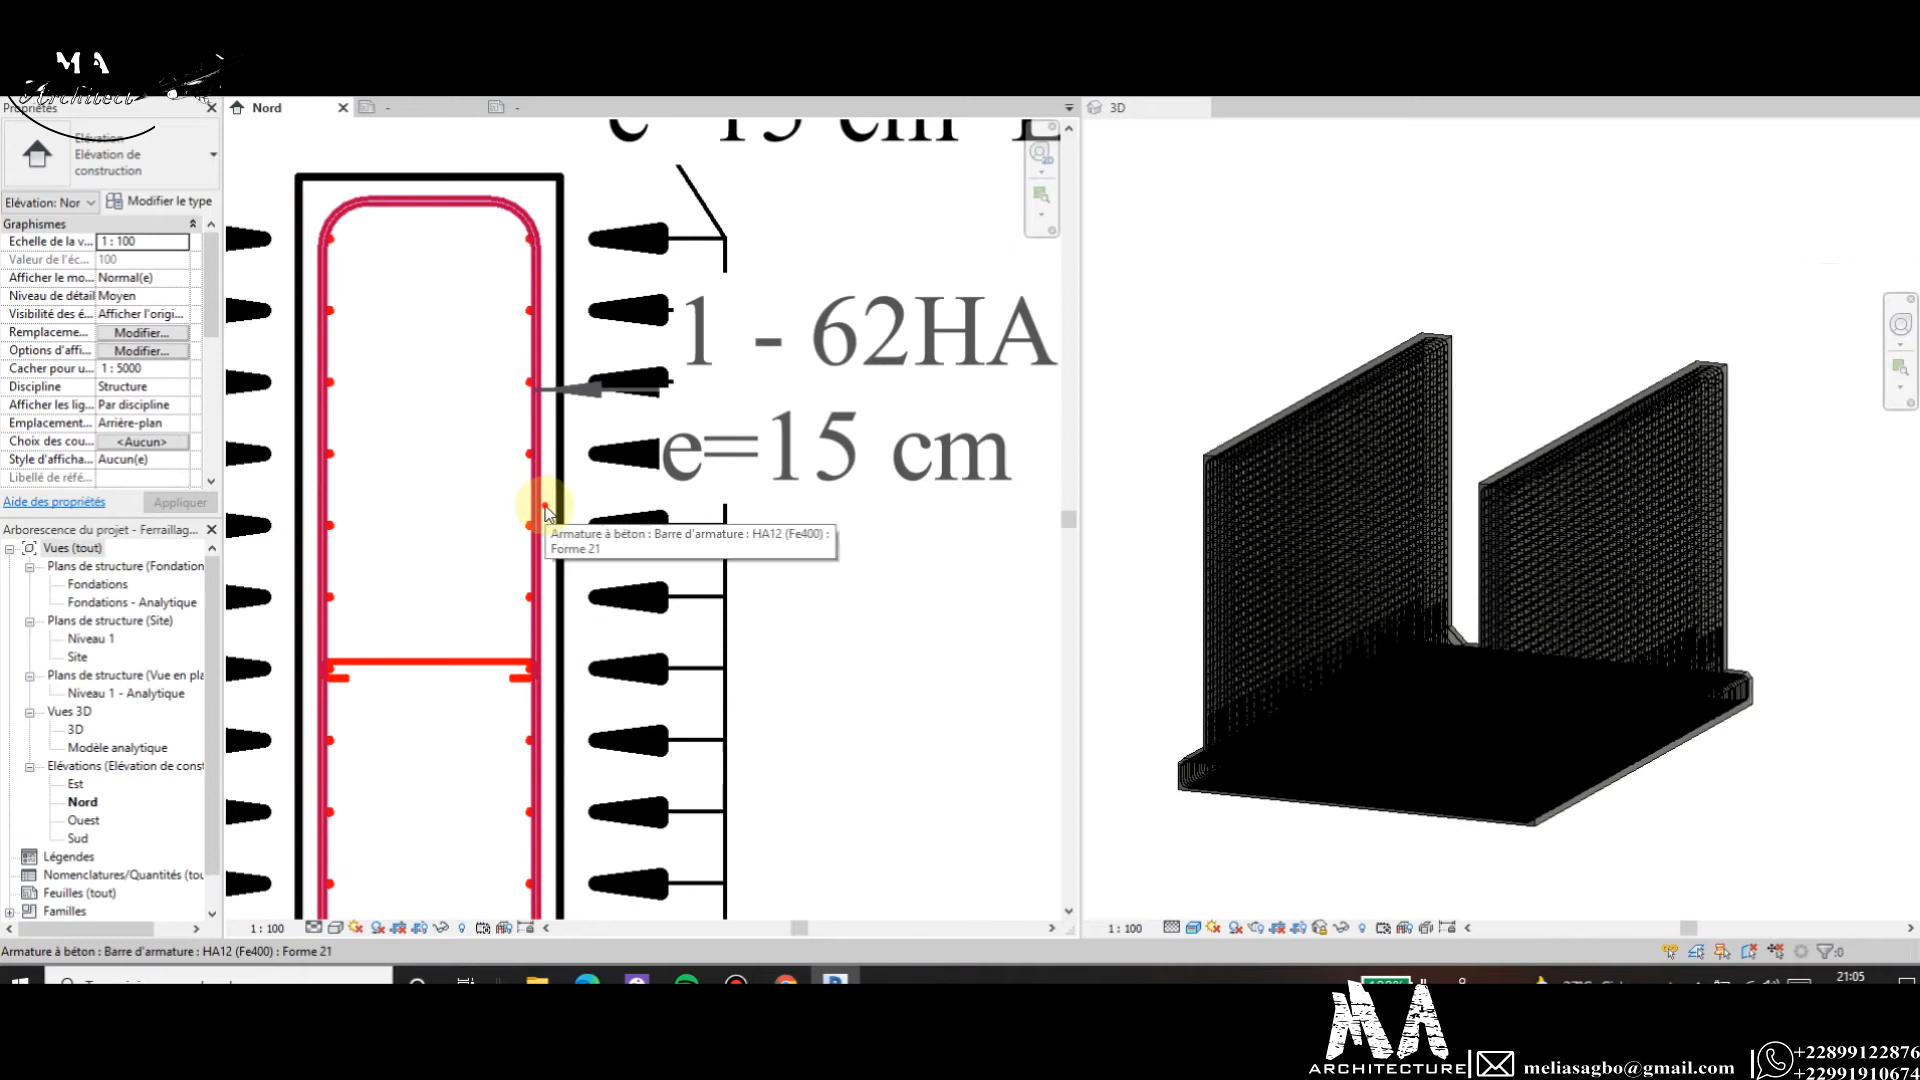 MA
Architect
Propriétés
Elévation
Elévation de
construction
Elévation: Nor
Modifier le type
Graphismes
Echelle de la v... 1 : 100
Valeur de l'éc... 100
Afficher le mo... Normal(e)
Niveau de détail Moyen
Visibilité des é... Afficher l'origi...
Remplaceme... Modifier...
Options d'affi... Modifier...
Cacher pour u... 1 : 5000
Discipline Structure
Afficher les lig... Par discipline
Emplacement... Arrière-plan
Choix des cou... <Aucun>
Style d'afficha... Aucun(e)
Libellé de réfé...
Aide des propriétés
Appliquer
Arborescence du projet - Ferraillag...
Vues (tout)
Plans de structure (Fondation
Fondations
Fondations - Analytique
Plans de structure (Site)
Niveau 1
Site
Plans de structure (Vue en pla
Niveau 1 - Analytique
Vues 3D
3D
Modèle analytique
Elévations (Elévation de const
Est
Nord
Ouest
Sud
Légendes
Nomenclatures/Quantités (tou
Feuilles (tout)
Familles
Nord
-
-
1 - 62HA
e=15 cm
Armature à béton : Barre d'armature : HA12 (Fe400) :
Forme 21
1 : 100
3D
1 : 100
Armature à béton : Barre d'armature : HA12 (Fe400) : Forme 21
:0
21:05
MA
ARCHITECTURE
meliasagbo@gmail.com
+22899122876
+22991910674